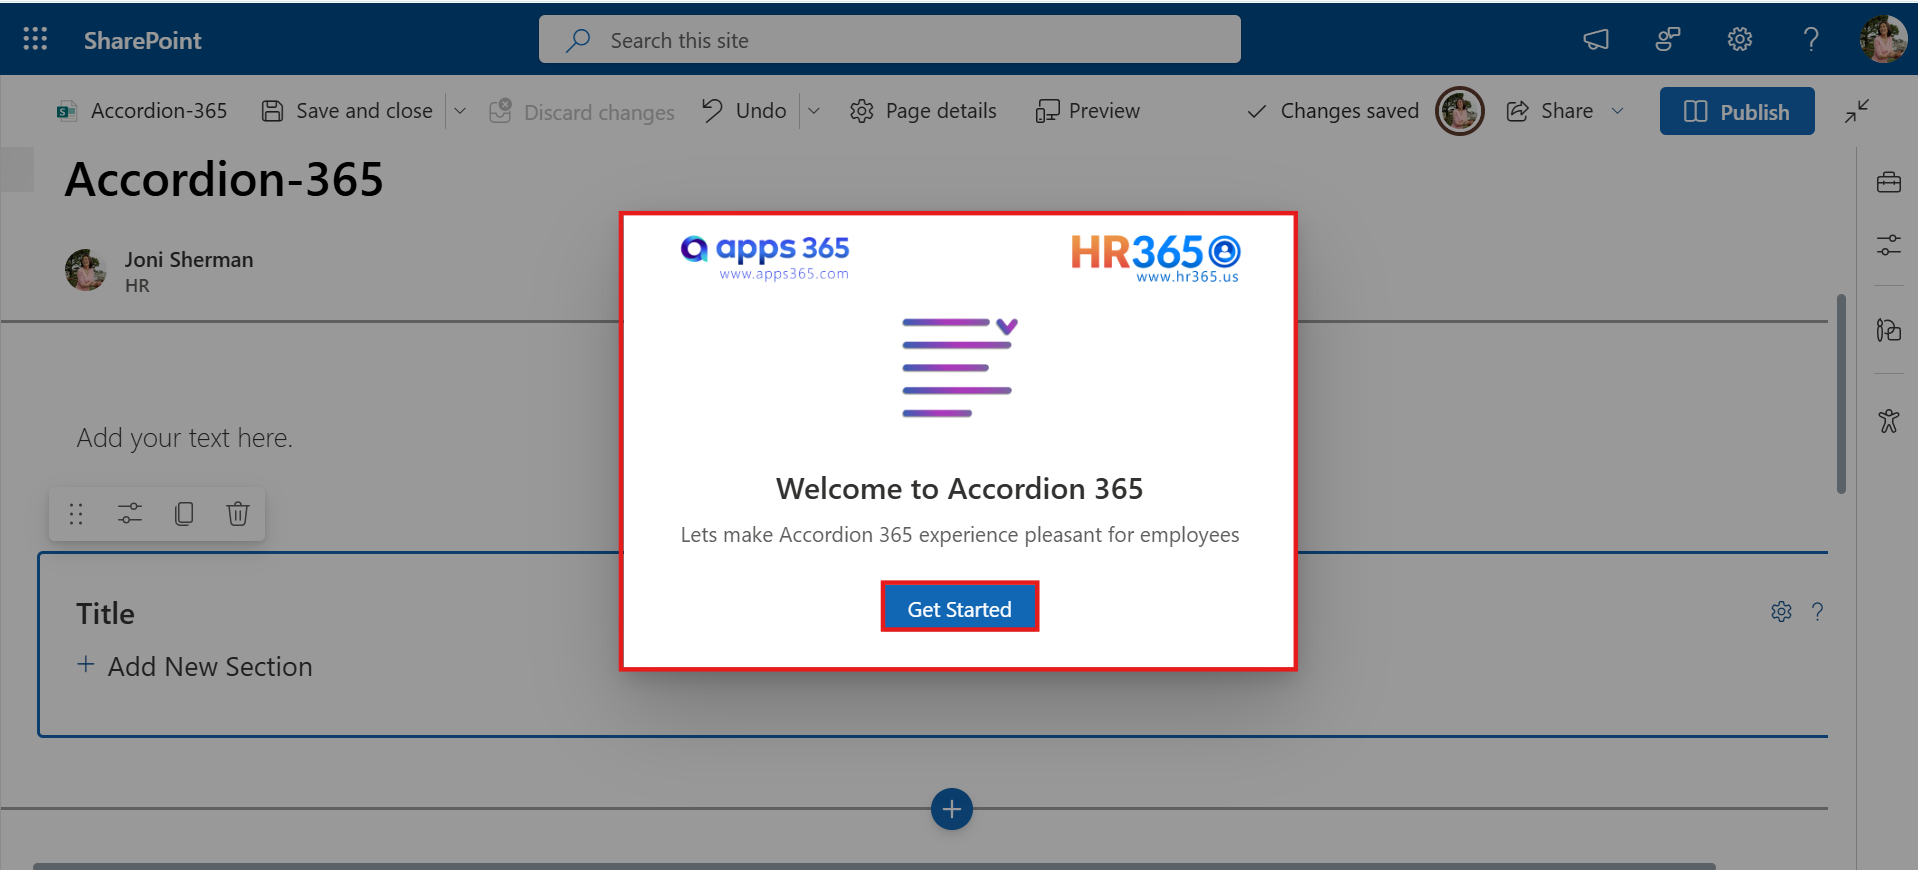 SharePoint
Search this site
Accordion-365
Save and close
Discard changes
Undo
Page details
Preview
Changes saved
Share
Publish
Accordion-365
Joni Sherman
HR
apps 365
www.apps365.com
HR365
www.hr365.us
Add your text here.
Welcome to Accordion 365
Lets make Accordion 365 experience pleasant for employees
Get Started
Title
+ Add New Section